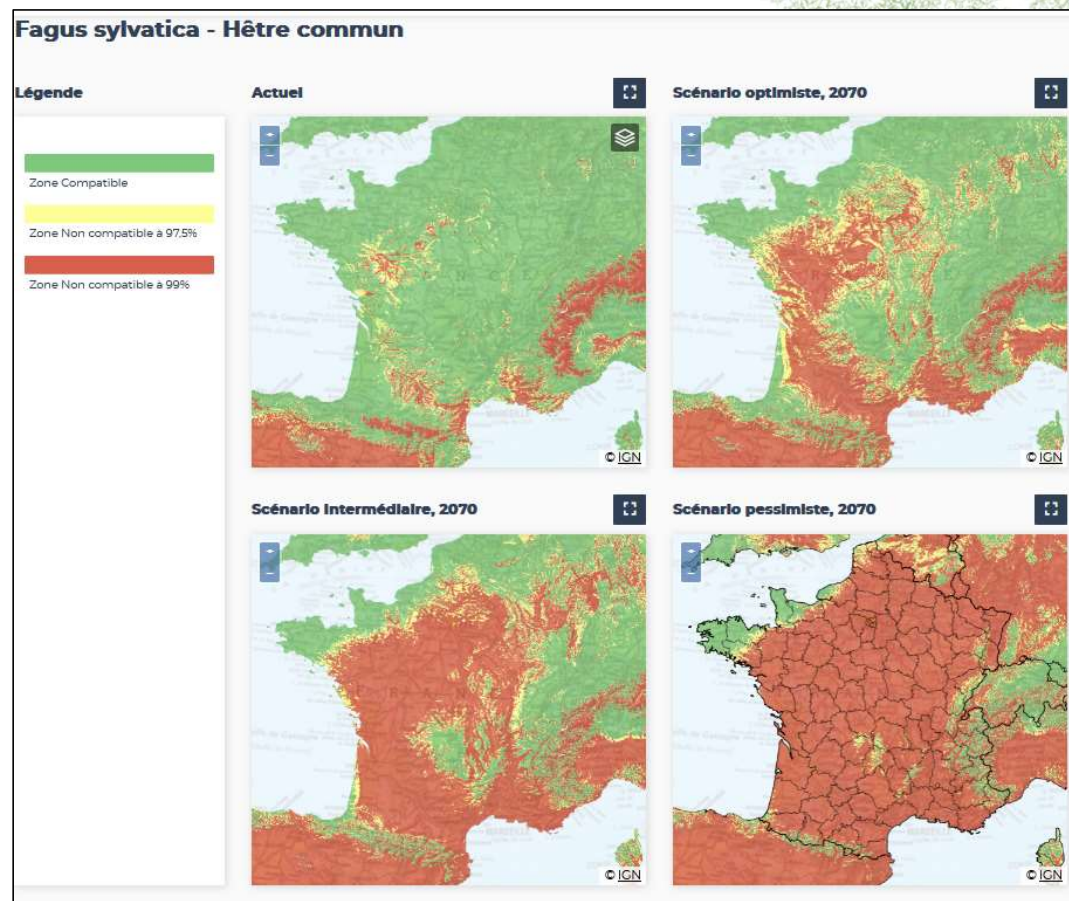 Fagus sylvatica - Hêtre commun
Légende
Zone Compatible
Zone Non compatible à 97,5%
Zone Non compatible à 99%
Actuel
© IGN
Scénario optimiste, 2070
© IGN
Scénario intermédiaire, 2070
© IGN
Scénario pessimiste, 2070
© IGN